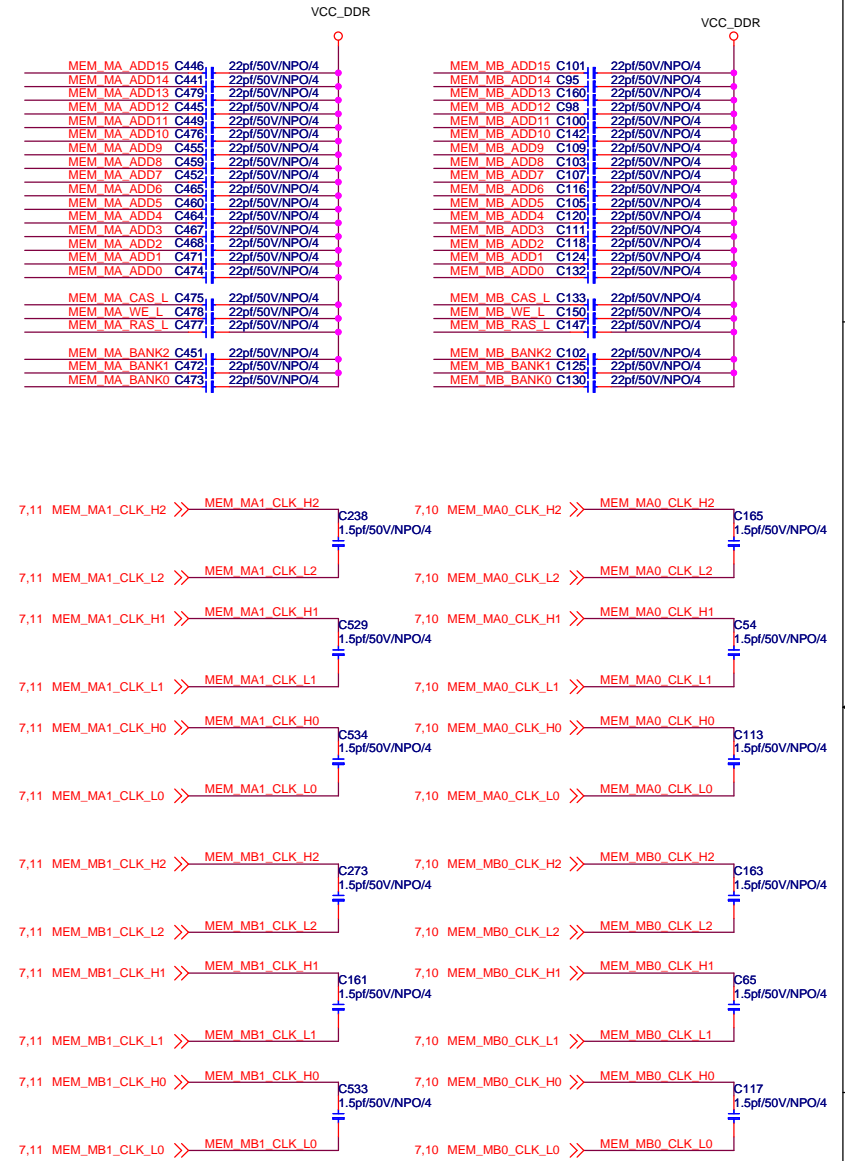 VCC_DDR
MEM_MA_ADD15 C446 22pf/50V/NPO/4
MEM_MA_ADD14 C441 22pf/50V/NPO/4
MEM_MA_ADD13 C479 22pf/50V/NPO/4
MEM_MA_ADD12 C445 22pf/50V/NPO/4
MEM_MA_ADD11 C449 22pf/50V/NPO/4
MEM_MA_ADD10 C476 22pf/50V/NPO/4
MEM_MA_ADD9 C455 22pf/50V/NPO/4
MEM_MA_ADD8 C459 22pf/50V/NPO/4
MEM_MA_ADD7 C452 22pf/50V/NPO/4
MEM_MA_ADD6 C465 22pf/50V/NPO/4
MEM_MA_ADD5 C460 22pf/50V/NPO/4
MEM_MA_ADD4 C464 22pf/50V/NPO/4
MEM_MA_ADD3 C467 22pf/50V/NPO/4
MEM_MA_ADD2 C468 22pf/50V/NPO/4
MEM_MA_ADD1 C471 22pf/50V/NPO/4
MEM_MA_ADD0 C474 22pf/50V/NPO/4
MEM_MA_CAS_L C475 22pf/50V/NPO/4
MEM_MA_WE_L C478 22pf/50V/NPO/4
MEM_MA_RAS_L C477 22pf/50V/NPO/4
MEM_MA_BANK2 C451 22pf/50V/NPO/4
MEM_MA_BANK1 C472 22pf/50V/NPO/4
MEM_MA_BANK0 C473 22pf/50V/NPO/4
VCC_DDR
MEM_MB_ADD15 C101 22pf/50V/NPO/4
MEM_MB_ADD14 C95 22pf/50V/NPO/4
MEM_MB_ADD13 C160 22pf/50V/NPO/4
MEM_MB_ADD12 C98 22pf/50V/NPO/4
MEM_MB_ADD11 C100 22pf/50V/NPO/4
MEM_MB_ADD10 C142 22pf/50V/NPO/4
MEM_MB_ADD9 C109 22pf/50V/NPO/4
MEM_MB_ADD8 C103 22pf/50V/NPO/4
MEM_MB_ADD7 C107 22pf/50V/NPO/4
MEM_MB_ADD6 C116 22pf/50V/NPO/4
MEM_MB_ADD5 C105 22pf/50V/NPO/4
MEM_MB_ADD4 C120 22pf/50V/NPO/4
MEM_MB_ADD3 C111 22pf/50V/NPO/4
MEM_MB_ADD2 C118 22pf/50V/NPO/4
MEM_MB_ADD1 C124 22pf/50V/NPO/4
MEM_MB_ADD0 C132 22pf/50V/NPO/4
MEM_MB_CAS_L C133 22pf/50V/NPO/4
MEM_MB_WE_L C150 22pf/50V/NPO/4
MEM_MB_RAS_L C147 22pf/50V/NPO/4
MEM_MB_BANK2 C102 22pf/50V/NPO/4
MEM_MB_BANK1 C125 22pf/50V/NPO/4
MEM_MB_BANK0 C130 22pf/50V/NPO/4
7,11 MEM_MA1_CLK_H2 MEM_MA1_CLK_H2
C238
1.5pf/50V/NPO/4
7,11 MEM_MA1_CLK_L2 MEM_MA1_CLK_L2
7,11 MEM_MA1_CLK_H1 MEM_MA1_CLK_H1
C529
1.5pf/50V/NPO/4
7,11 MEM_MA1_CLK_L1 MEM_MA1_CLK_L1
7,11 MEM_MA1_CLK_H0 MEM_MA1_CLK_H0
C534
1.5pf/50V/NPO/4
7,11 MEM_MA1_CLK_L0 MEM_MA1_CLK_L0
7,11 MEM_MB1_CLK_H2 MEM_MB1_CLK_H2
C273
1.5pf/50V/NPO/4
7,11 MEM_MB1_CLK_L2 MEM_MB1_CLK_L2
7,11 MEM_MB1_CLK_H1 MEM_MB1_CLK_H1
C161
1.5pf/50V/NPO/4
7,11 MEM_MB1_CLK_L1 MEM_MB1_CLK_L1
7,11 MEM_MB1_CLK_H0 MEM_MB1_CLK_H0
C533
1.5pf/50V/NPO/4
7,11 MEM_MB1_CLK_L0 MEM_MB1_CLK_L0
7,10 MEM_MA0_CLK_H2 MEM_MA0_CLK_H2
C165
1.5pf/50V/NPO/4
7,10 MEM_MA0_CLK_L2 MEM_MA0_CLK_L2
7,10 MEM_MA0_CLK_H1 MEM_MA0_CLK_H1
C54
1.5pf/50V/NPO/4
7,10 MEM_MA0_CLK_L1 MEM_MA0_CLK_L1
7,10 MEM_MA0_CLK_H0 MEM_MA0_CLK_H0
C113
1.5pf/50V/NPO/4
7,10 MEM_MA0_CLK_L0 MEM_MA0_CLK_L0
7,10 MEM_MB0_CLK_H2 MEM_MB0_CLK_H2
C163
1.5pf/50V/NPO/4
7,10 MEM_MB0_CLK_L2 MEM_MB0_CLK_L2
7,10 MEM_MB0_CLK_H1 MEM_MB0_CLK_H1
C65
1.5pf/50V/NPO/4
7,10 MEM_MB0_CLK_L1 MEM_MB0_CLK_L1
7,10 MEM_MB0_CLK_H0 MEM_MB0_CLK_H0
C117
1.5pf/50V/NPO/4
7,10 MEM_MB0_CLK_L0 MEM_MB0_CLK_L0